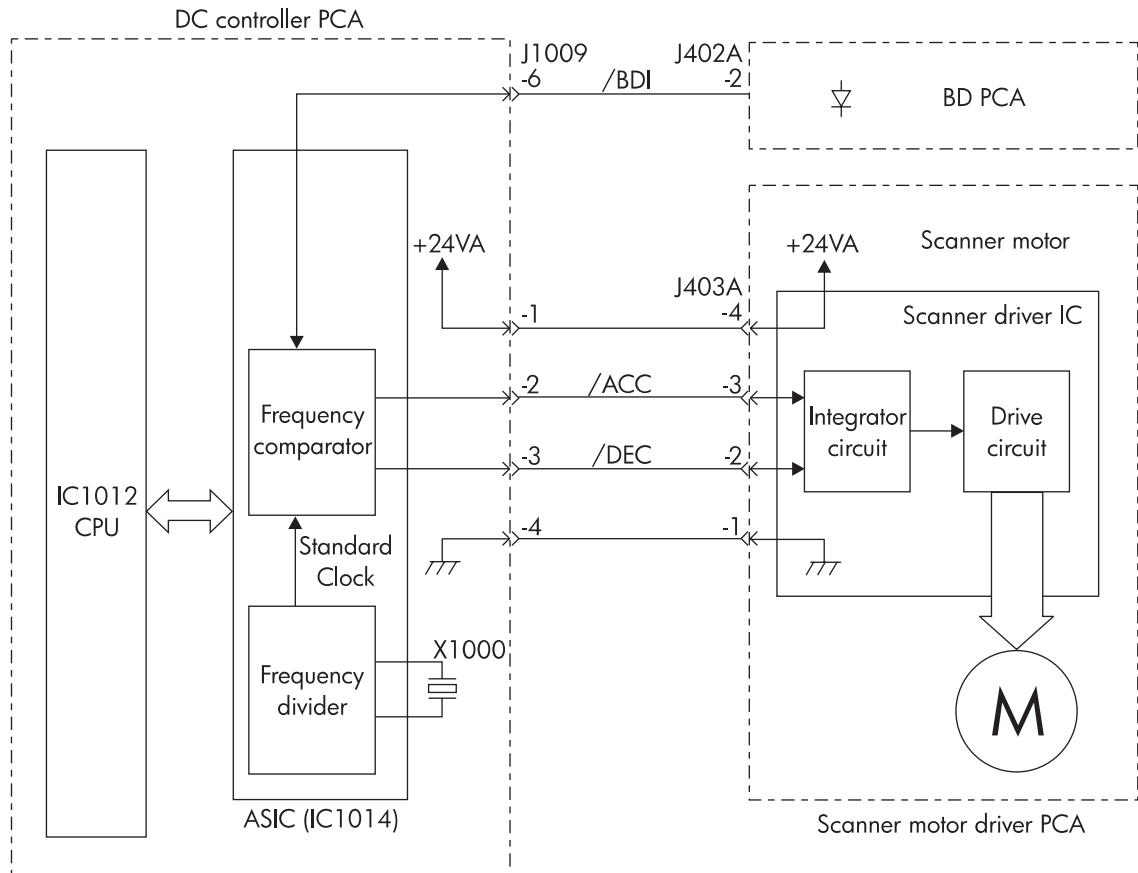 DC controller PCA
J1009
J402A
-6
/BDI
-2
BD PCA
+24VA
+24VA
Scanner motor
J403A
-1
-4
Scanner driver IC
-2
/ACC
-3
Frequency
comparator
Integrator
circuit
Drive
circuit
-3
/DEC
-2
IC1012
CPU
-4
-1
Standard
Clock
X1000
Frequency
divider
M
ASIC (IC1014)
Scanner motor driver PCA